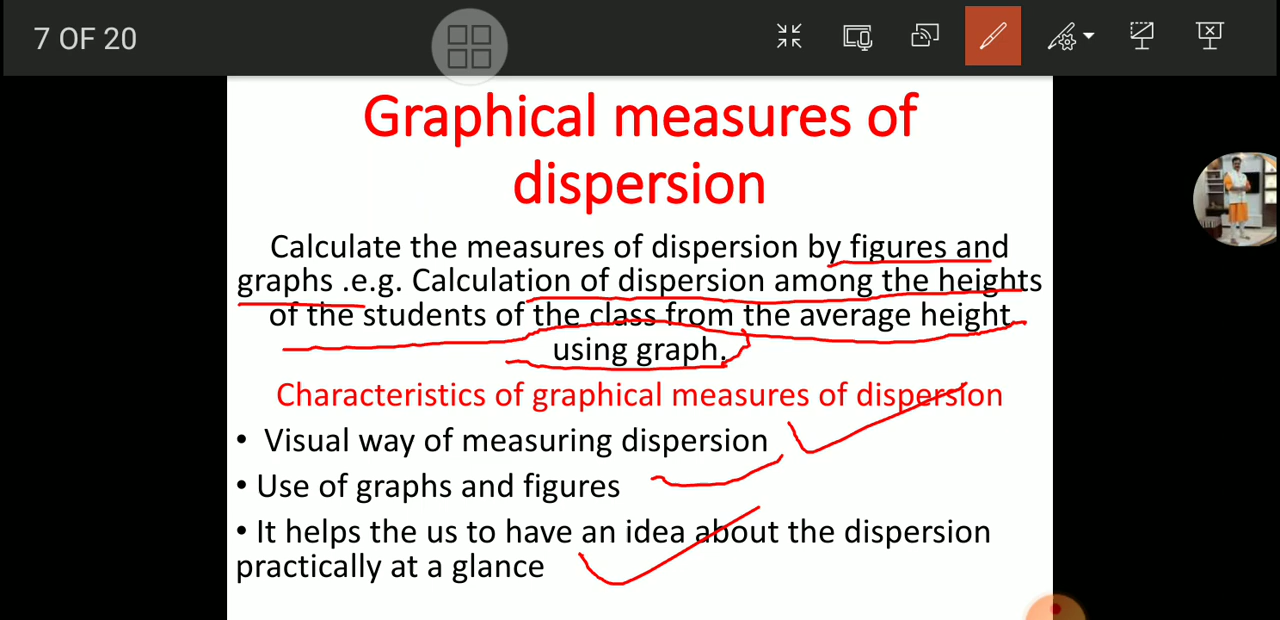 7 OF 20
Graphical measures of
dispersion
Calculate the measures of dispersion by figures and
graphs .e.g. Calculation of dispersion among the heights
of the students of the class from the average height
using graph.
Characteristics of graphical measures of dispersion
• Visual way of measuring dispersion
• Use of graphs and figures
• It helps the us to have an idea about the dispersion
practically at a glance